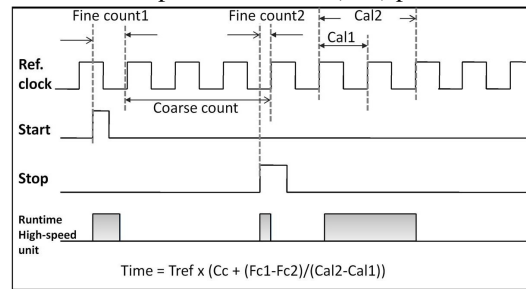 Fine count1
Fine count2
Cal2
Cal1
Ref.
clock
Coarse count
Start
Stop
Runtime
High-speed
unit
Time = Tref x (Cc + (Fc1-Fc2)/(Cal2-Cal1))